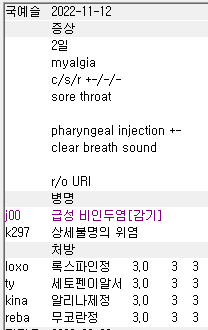 국예슬 2022-11-12
증상
2일
myalgia
c/s/r +-/-/-
sore throat
pharyngeal injection +-
clear breath sound
r/o URI
병명
j00 급성 비인두염[감기]
k297 상세불명의 위염
처방
loxo 록스파인정 3,0 3 3
ty 세토펜이알서 3,0 3 3
kina 알리나제정 3,0 3 3
reba 무코란정 3,0 3 3